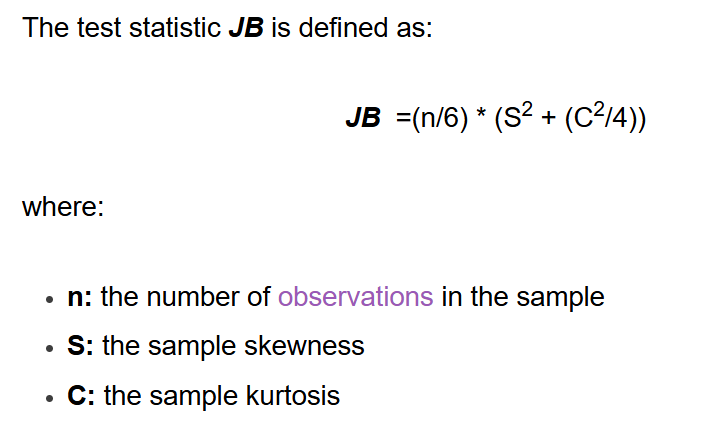 The test statistic JB is defined as:
JB =(n/6) * (S² + (C²/4))
where:
• n: the number of observations in the sample
• S: the sample skewness
• C: the sample kurtosis